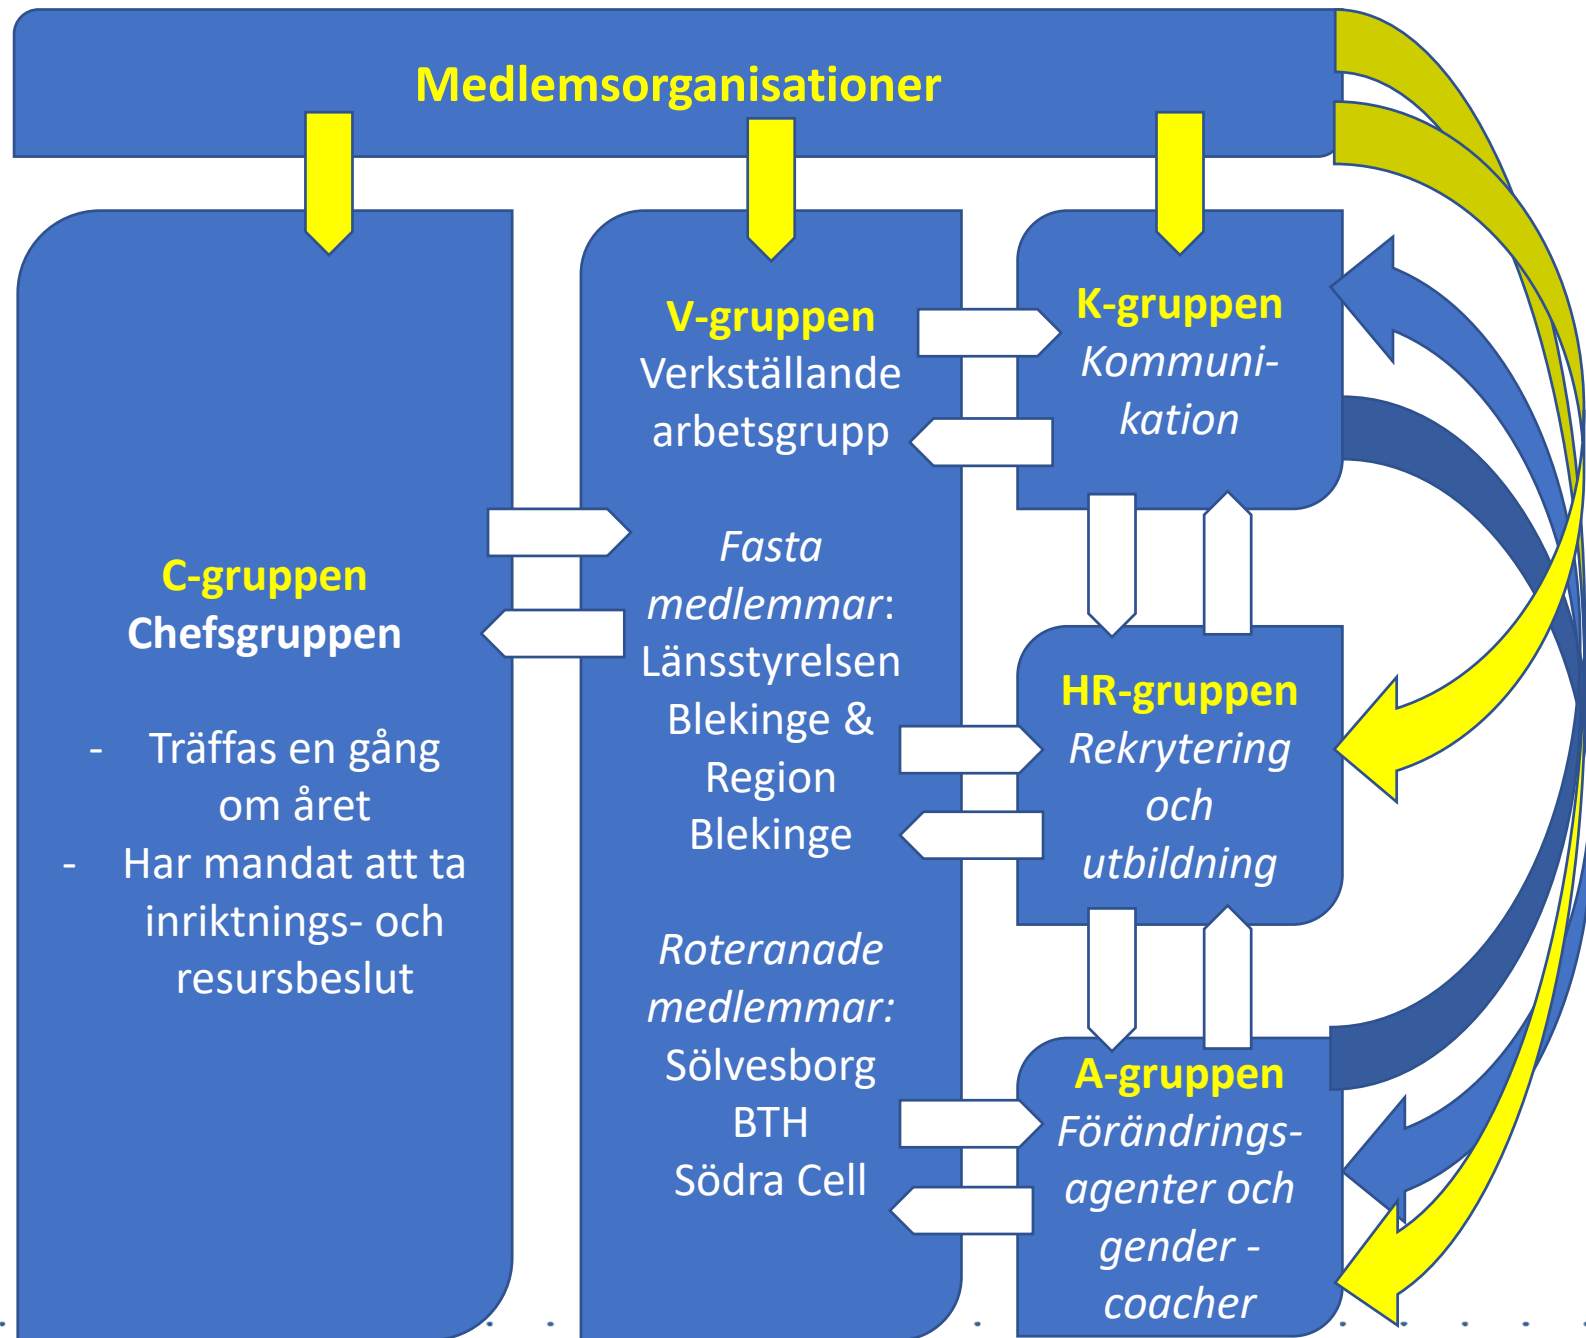 Medlemsorganisationer
C-gruppen
Chefsgruppen
- Träffas en gång
om året
- Har mandat att ta
inriktnings- och
resursbeslut
V-gruppen
Verkställande
arbetsgrupp
Fasta
medlemmar:
Länsstyrelsen
Blekinge &
Region
Blekinge
Roteranade
medlemmar:
Sölvesborg
BTH
Södra Cell
K-gruppen
Kommuni-
kation
HR-gruppen
Rekrytering
och
utbildning
A-gruppen
Förändrings-
agenter och
gender -
coacher